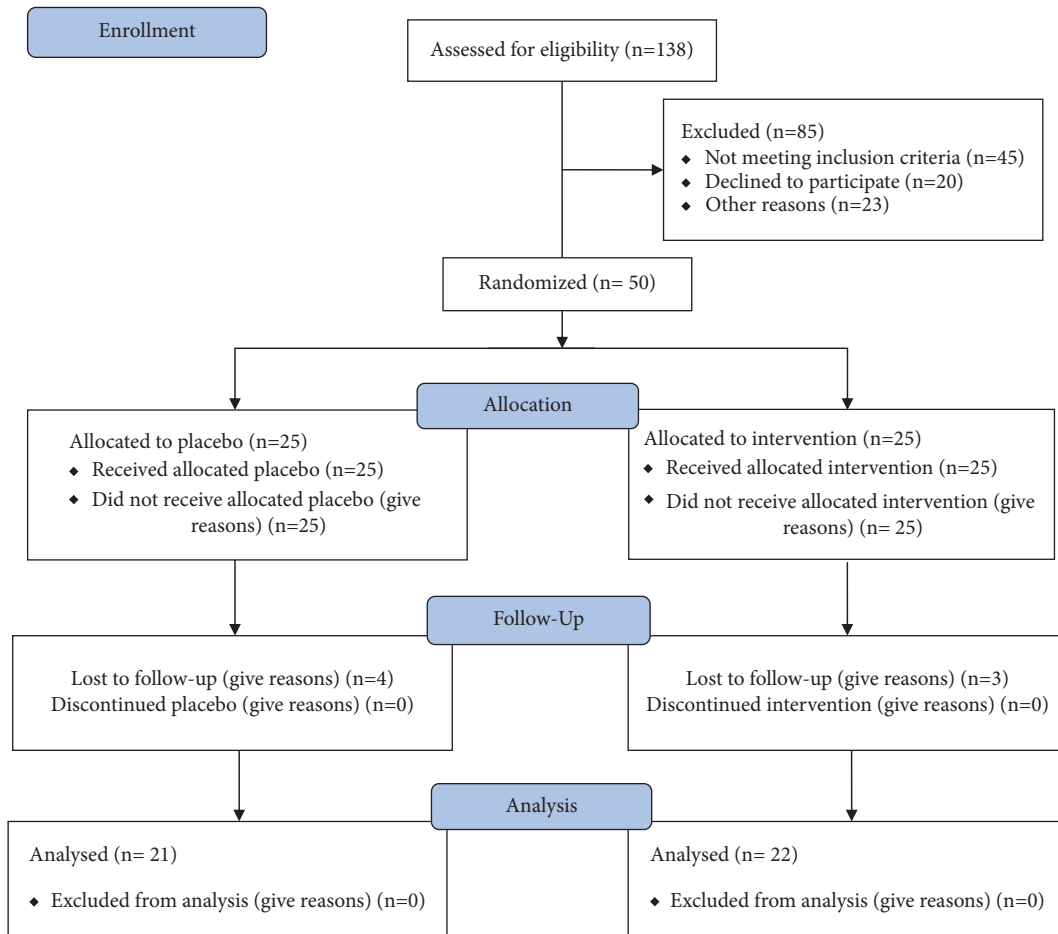 Enrollment
Assessed for eligibility (n=138)
Excluded (n=85)
◆ Not meeting inclusion criteria (n=45)
◆ Declined to participate (n=20)
◆ Other reasons (n=23)
Randomized (n= 50)
Allocation
Allocated to placebo (n=25)
◆ Received allocated placebo (n=25)
◆ Did not receive allocated placebo (give
reasons) (n=25)
Allocated to intervention (n=25)
◆ Received allocated intervention (n=25)
◆ Did not receive allocated intervention (give
reasons) (n= 25)
Follow-Up
Lost to follow-up (give reasons) (n=4)
Discontinued placebo (give reasons) (n=0)
Lost to follow-up (give reasons) (n=3)
Discontinued intervention (give reasons) (n=0)
Analysis
Analysed (n= 21)
◆ Excluded from analysis (give reasons) (n=0)
Analysed (n= 22)
◆ Excluded from analysis (give reasons) (n=0)